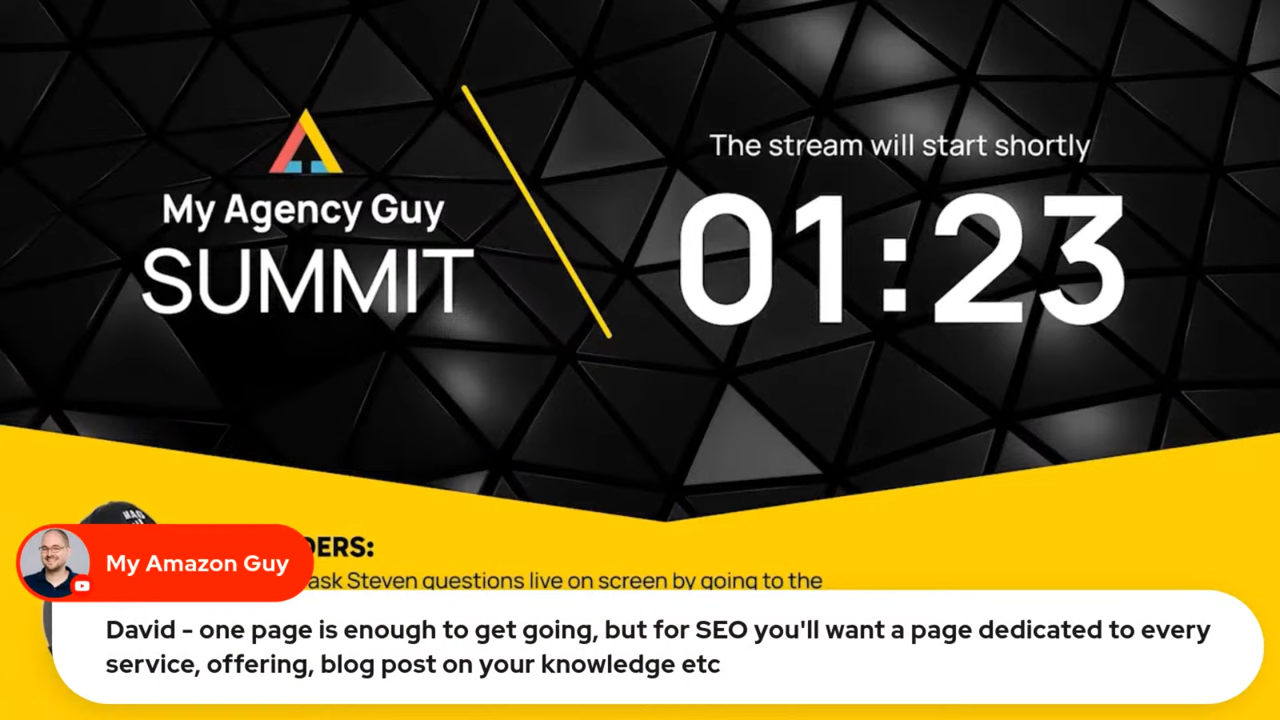 The stream will start shortly
My Agency Guy
SUMMIT
01:23
DERS:
My Amazon Guy
ask Steven questions live on screen by going to the
David - one page is enough to get going, but for SEO you'll want a page dedicated to every
service, offering, blog post on your knowledge etc